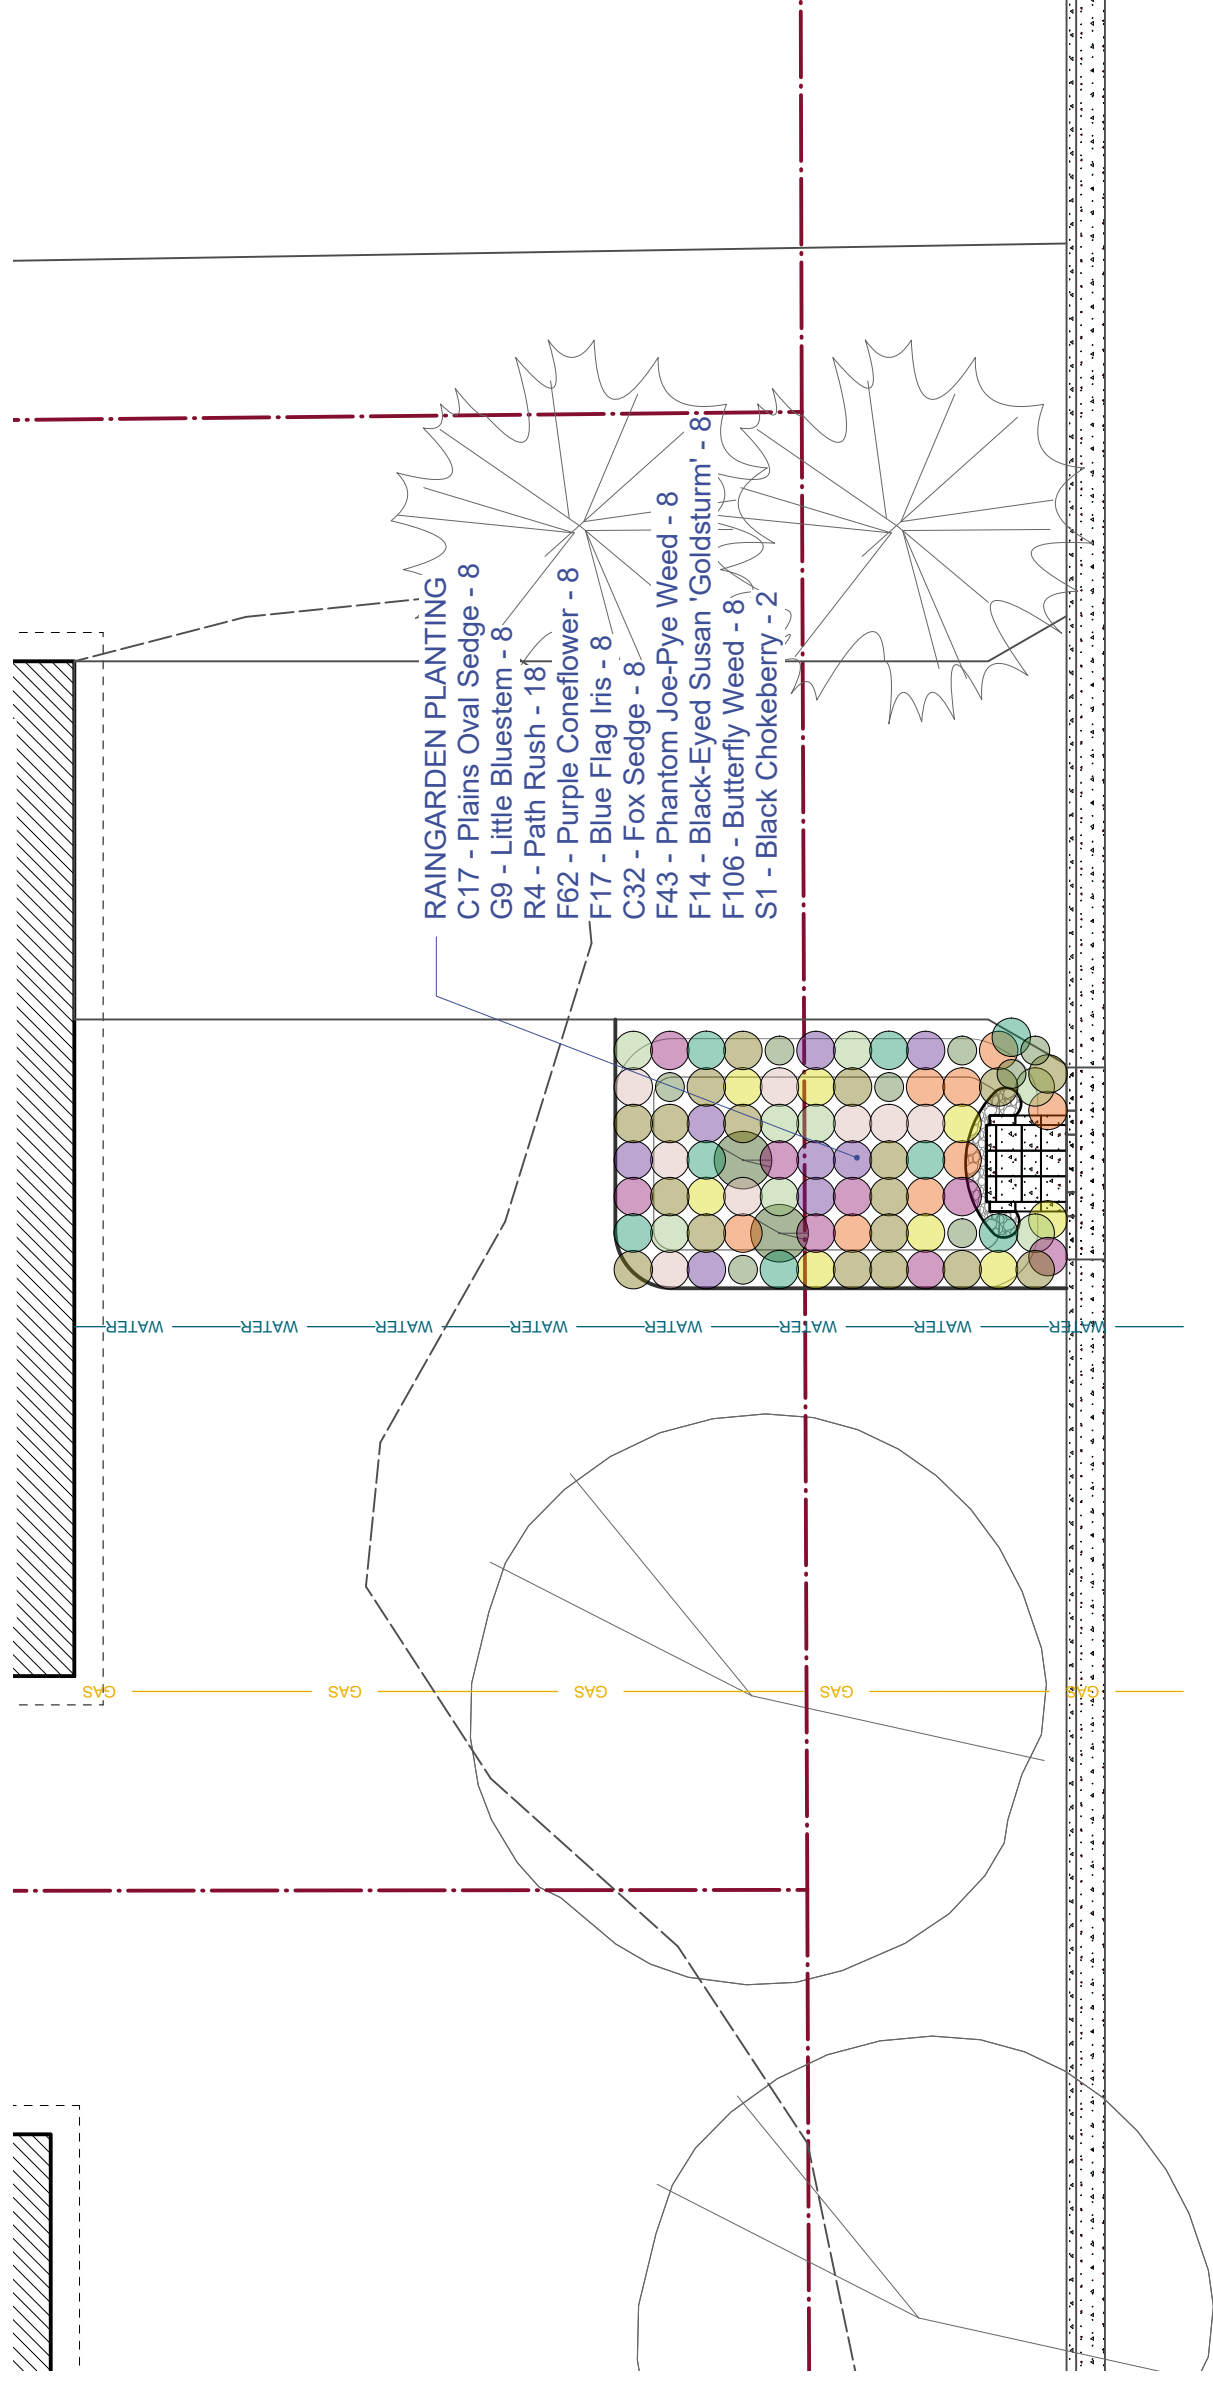 RAINGARDEN PLANTING
C17 - Plains Oval Sedge - 8
G9 - Little Bluestem - 8
R4 - Path Rush - 18
F62 - Purple Coneflower - 8
F17 - Blue Flag Iris - 8
C32 - Fox Sedge - 8
F43 - Phantom Joe-Pye Weed - 8
F14 - Black-Eyed Susan 'Goldsturm' - 8
F106 - Butterfly Weed - 8
S1 - Black Chokeberry - 2
WATER WATER WATER WATER WATER WATER WATER WATER
GAS GAS GAS GAS GAS